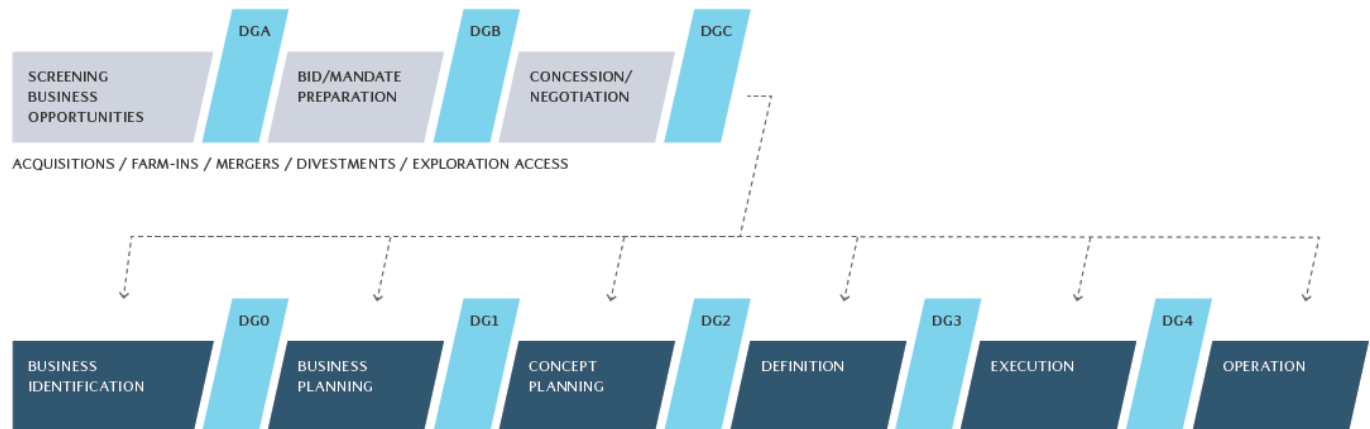 DGA
DGB
DGC
SCREENING
BUSINESS
OPPORTUNITIES
BID/MANDATE
PREPARATION
CONCESSION/
NEGOTIATION
ACQUISITIONS / FARM-INS / MERGERS / DIVESTMENTS / EXPLORATION ACCESS
DG0
DG1
DG2
DG3
DG4
BUSINESS
IDENTIFICATION
BUSINESS
PLANNING
CONCEPT
PLANNING
DEFINITION
EXECUTION
OPERATION